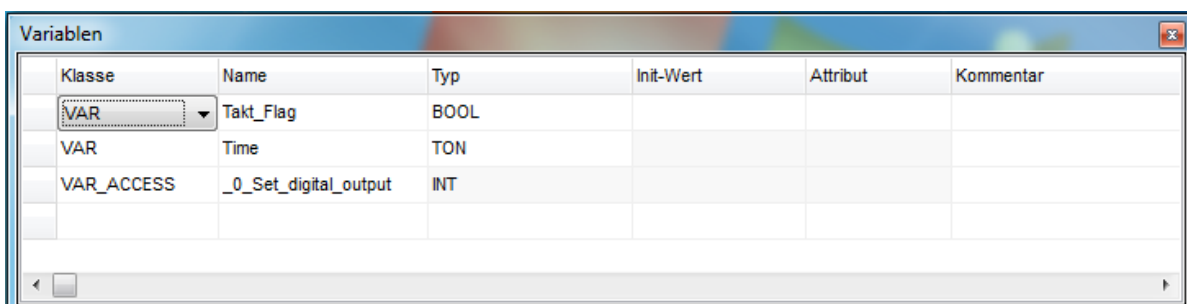 Variablen
Klasse Name Typ Init-Wert Attribut Kommentar
VAR Takt_Flag BOOL
VAR Time TON
VAR_ACCESS _0_Set_digital_output INT